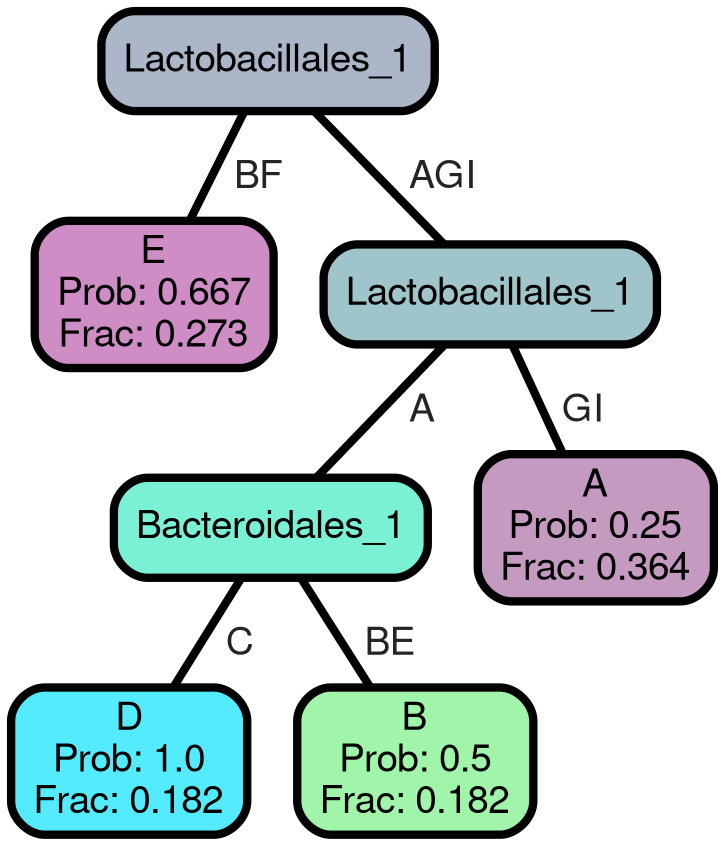 Lactobacillales_1
BF
AGI
E
Prob: 0.667
Frac: 0.273
Lactobacillales_1
A
GI
Bacteroidales_1
A
Prob: 0.25
Frac: 0.364
C
BE
D
Prob: 1.0
Frac: 0.182
B
Prob: 0.5
Frac: 0.182